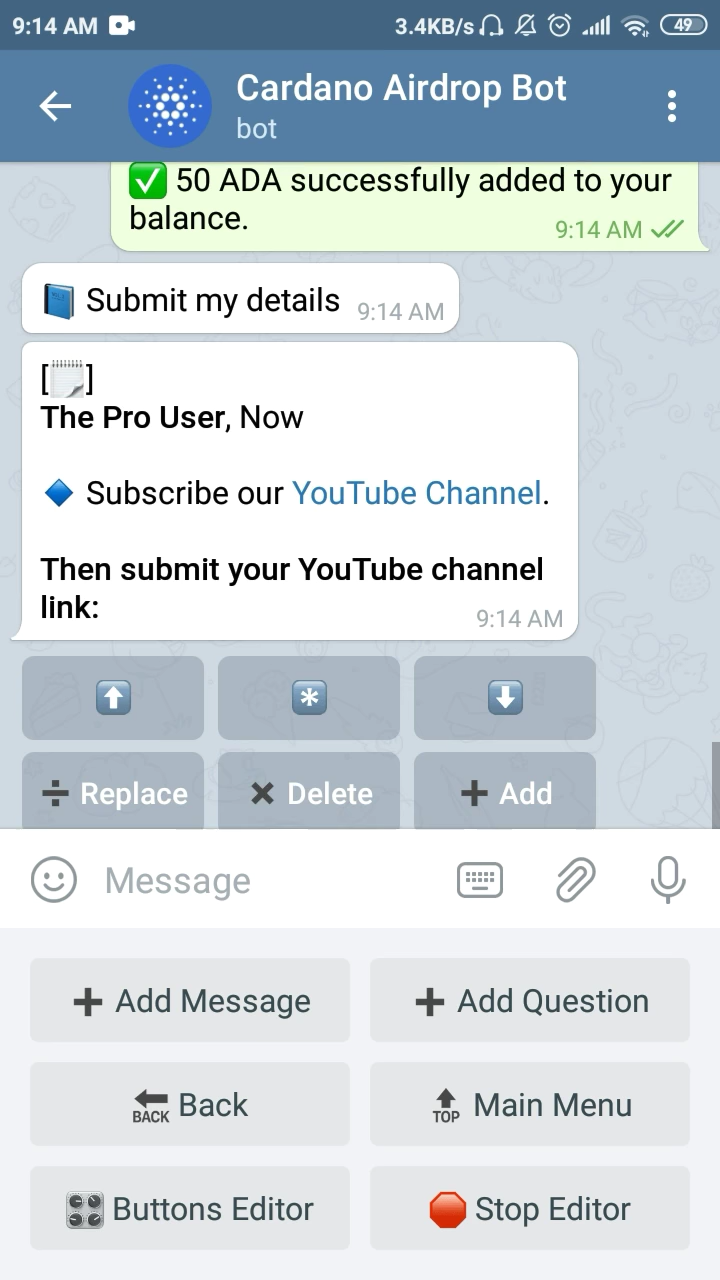 9:14 AM 3.4KB/s 49
Cardano Airdrop Bot
bot
✅ 50 ADA successfully added to your
balance.
9:14 AM
📘 Submit my details 9:14 AM
[🗒]
The Pro User, Now
🔹 Subscribe our YouTube Channel.
Then submit your YouTube channel
link:
9:14 AM
⬆️ *️⃣ ⬇️
➗ Replace ✖️ Delete ➕ Add
Message
➕ Add Message ➕ Add Question
🔙 Back 🔝 Main Menu
🎛 Buttons Editor 🛑 Stop Editor